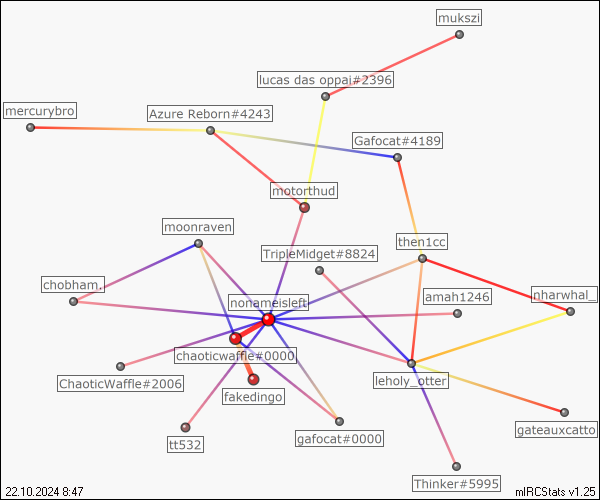 mukszi
lucas das oppai#2396
mercurybro
Azure Reborn#4243
Gafocat#4189
motorthud
moonraven
then1cc
TripleMidget#8824
chobham.
nonameisleft
amah1246
nharwhal_
chaoticwaffle#0000
ChaoticWaffle#2006
leholy_otter
fakedingo
gateauxcatto
tt532
gafocat#0000
Thinker#5995
22.10.2024 8:47
mIRCStats v1.25